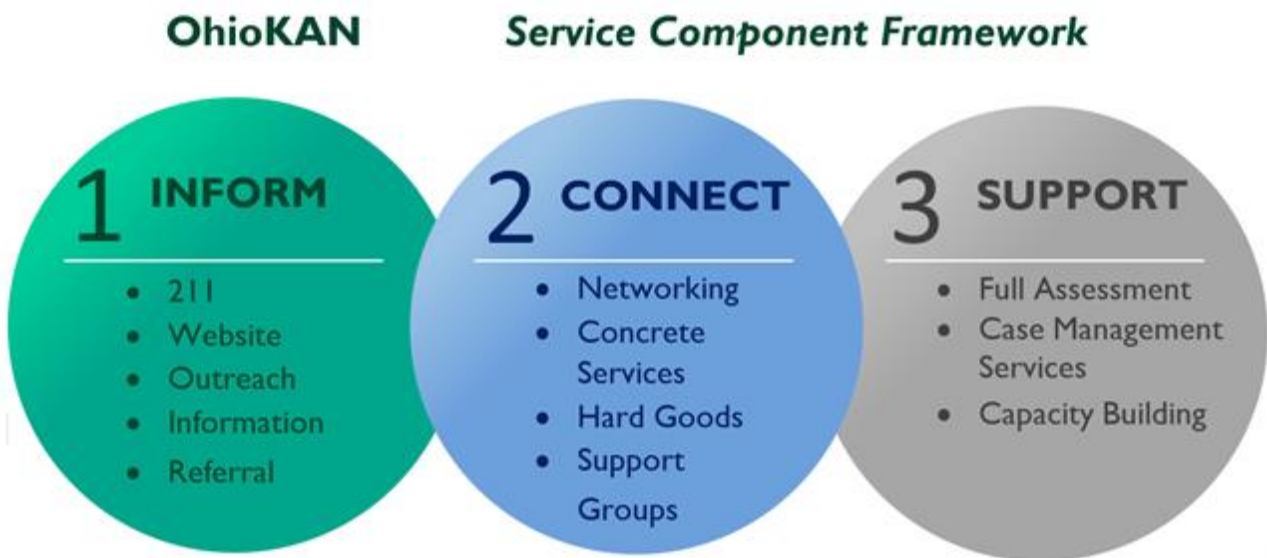 OhioKAN Service Component Framework
1 INFORM
• 211
• Website
• Outreach
• Information
• Referral
2 CONNECT
• Networking
• Concrete
Services
• Hard Goods
• Support
Groups
3 SUPPORT
• Full Assessment
• Case Management
Services
• Capacity Building